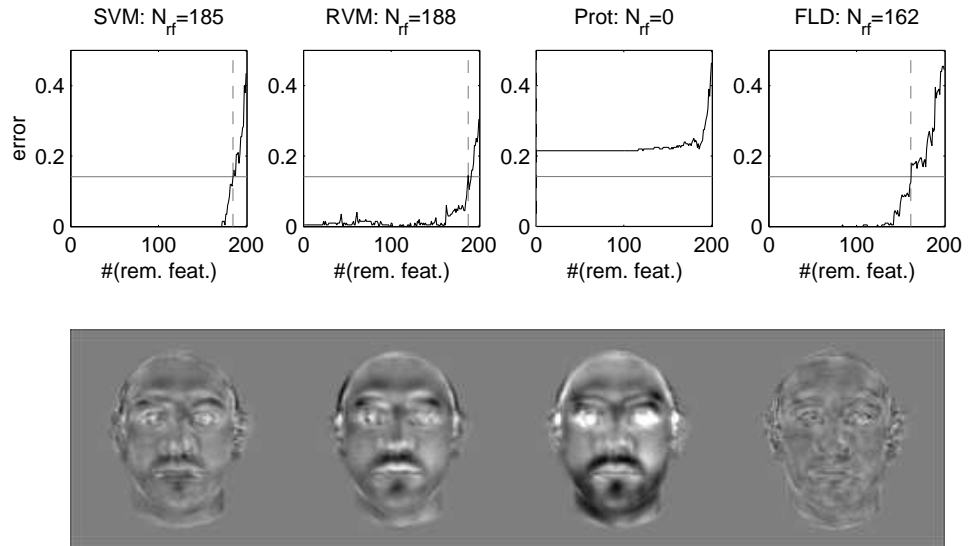 SVM: N_rf=185
RVM: N_rf=188
Prot: N_rf=0
FLD: N_rf=162
error
0.4
0.2
0
0
100
200
#(rem. feat.)
0.4
0.2
0
0
100
200
#(rem. feat.)
0.4
0.2
0
0
100
200
#(rem. feat.)
0.4
0.2
0
0
100
200
#(rem. feat.)